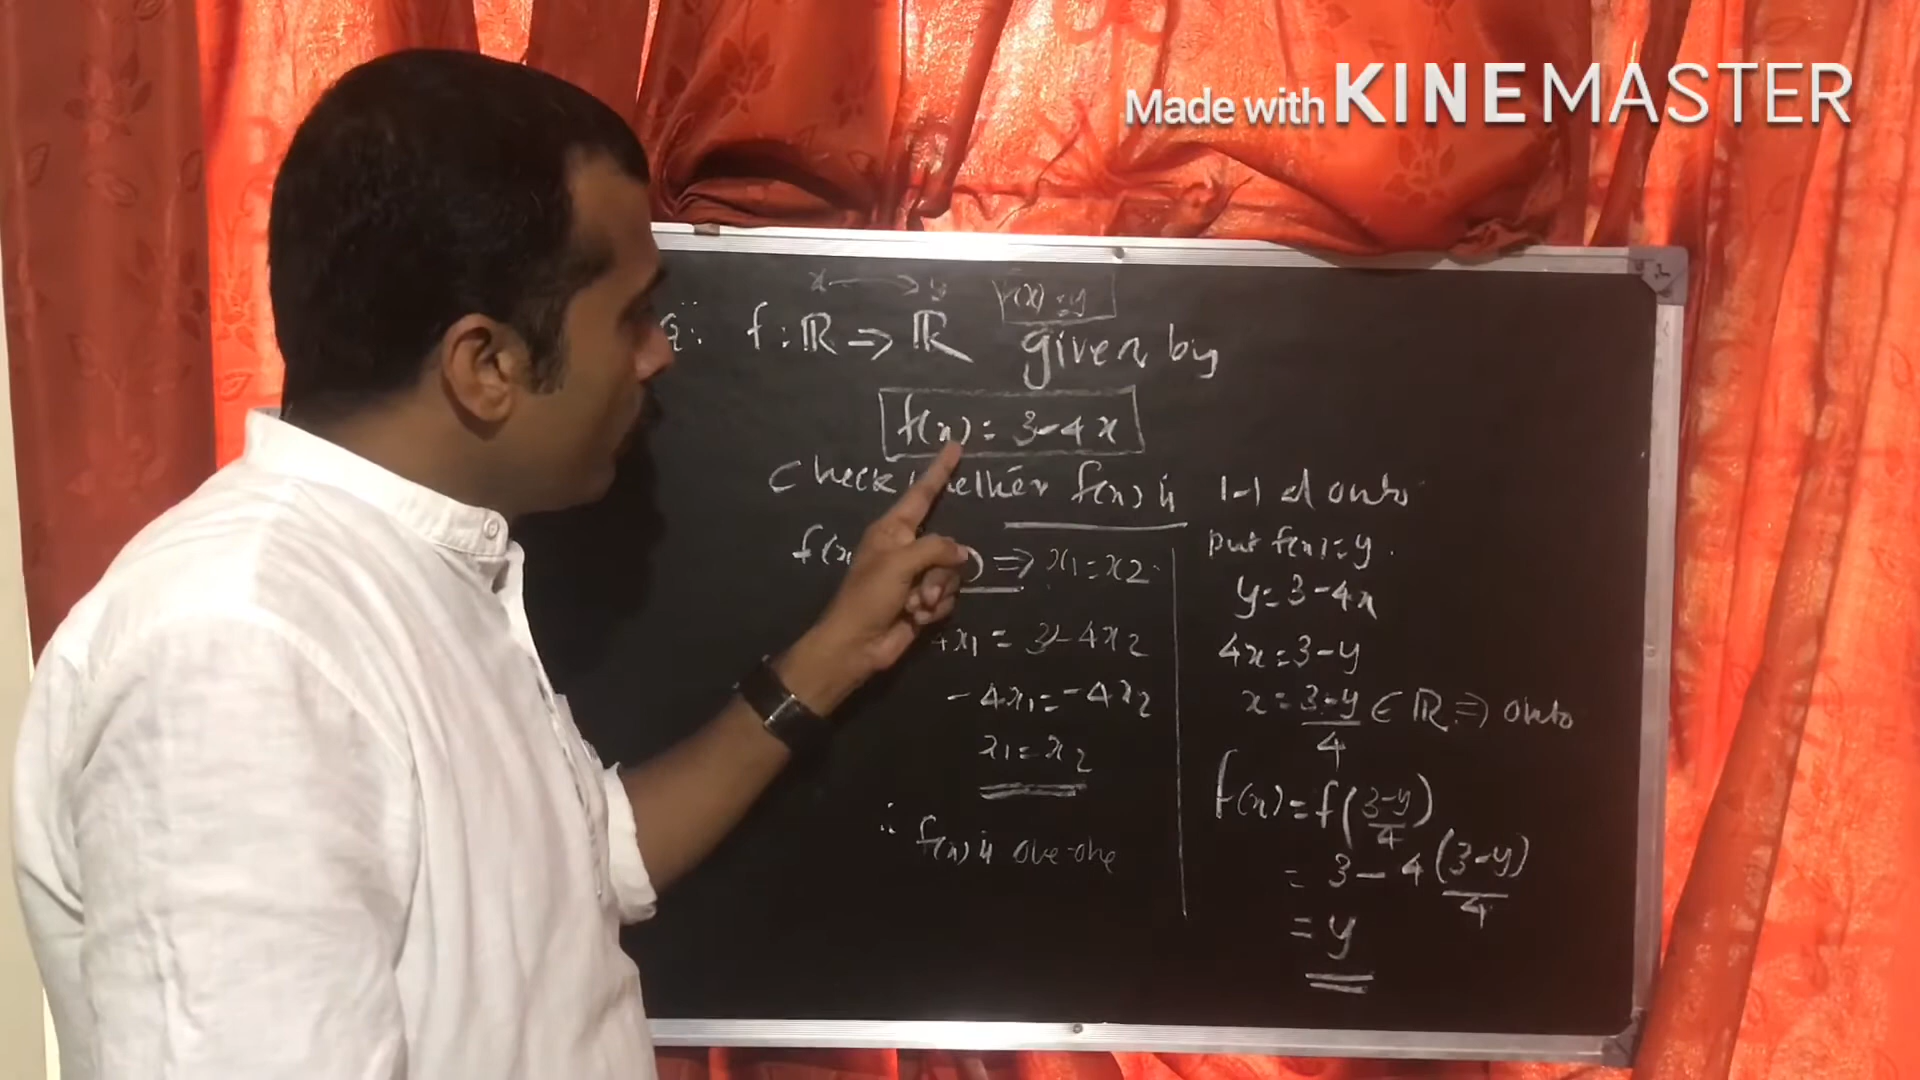 Made with KINEMASTER
x → y f(x) = y
Q: f : ℝ ⇒ ℝ given by
f(x) = 3 - 4x
Check whether f(x) is 1-1 & onto
f(x ) ⇒ x1 = x2
4x1 = 3 - 4x2
-4x1 = -4x2
x1 = x2
∴ f(x) is one-one
put f(x) = y.
y = 3 - 4x
4x = 3 - y
x = (3-y)/4 ∈ ℝ ⇒ onto
f(x) = f((3-y)/4)
= 3 - 4((3-y)/4)
= y